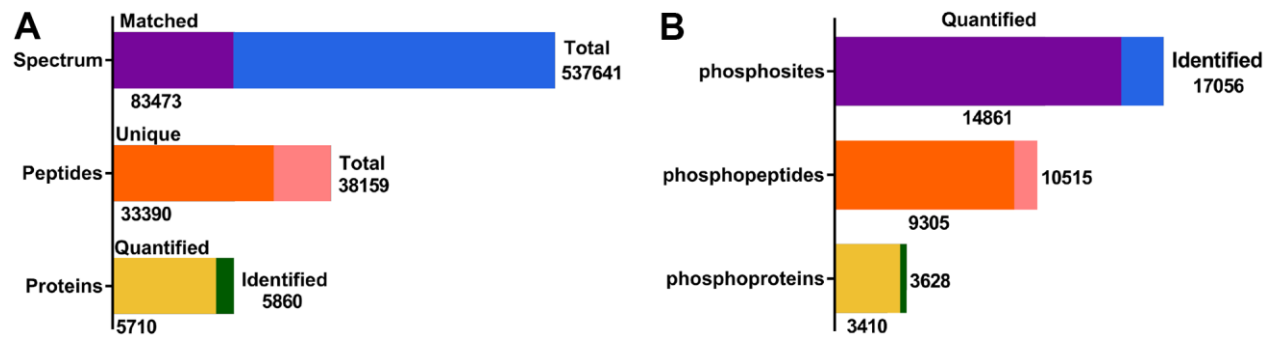 A
Matched
Spectrum
Total
537641
83473
Unique
Peptides
Total
38159
33390
Quantified
Proteins
Identified
5860
5710
B
Quantified
phosphosites
Identified
17056
14861
phosphopeptides
10515
9305
phosphoproteins
3628
3410